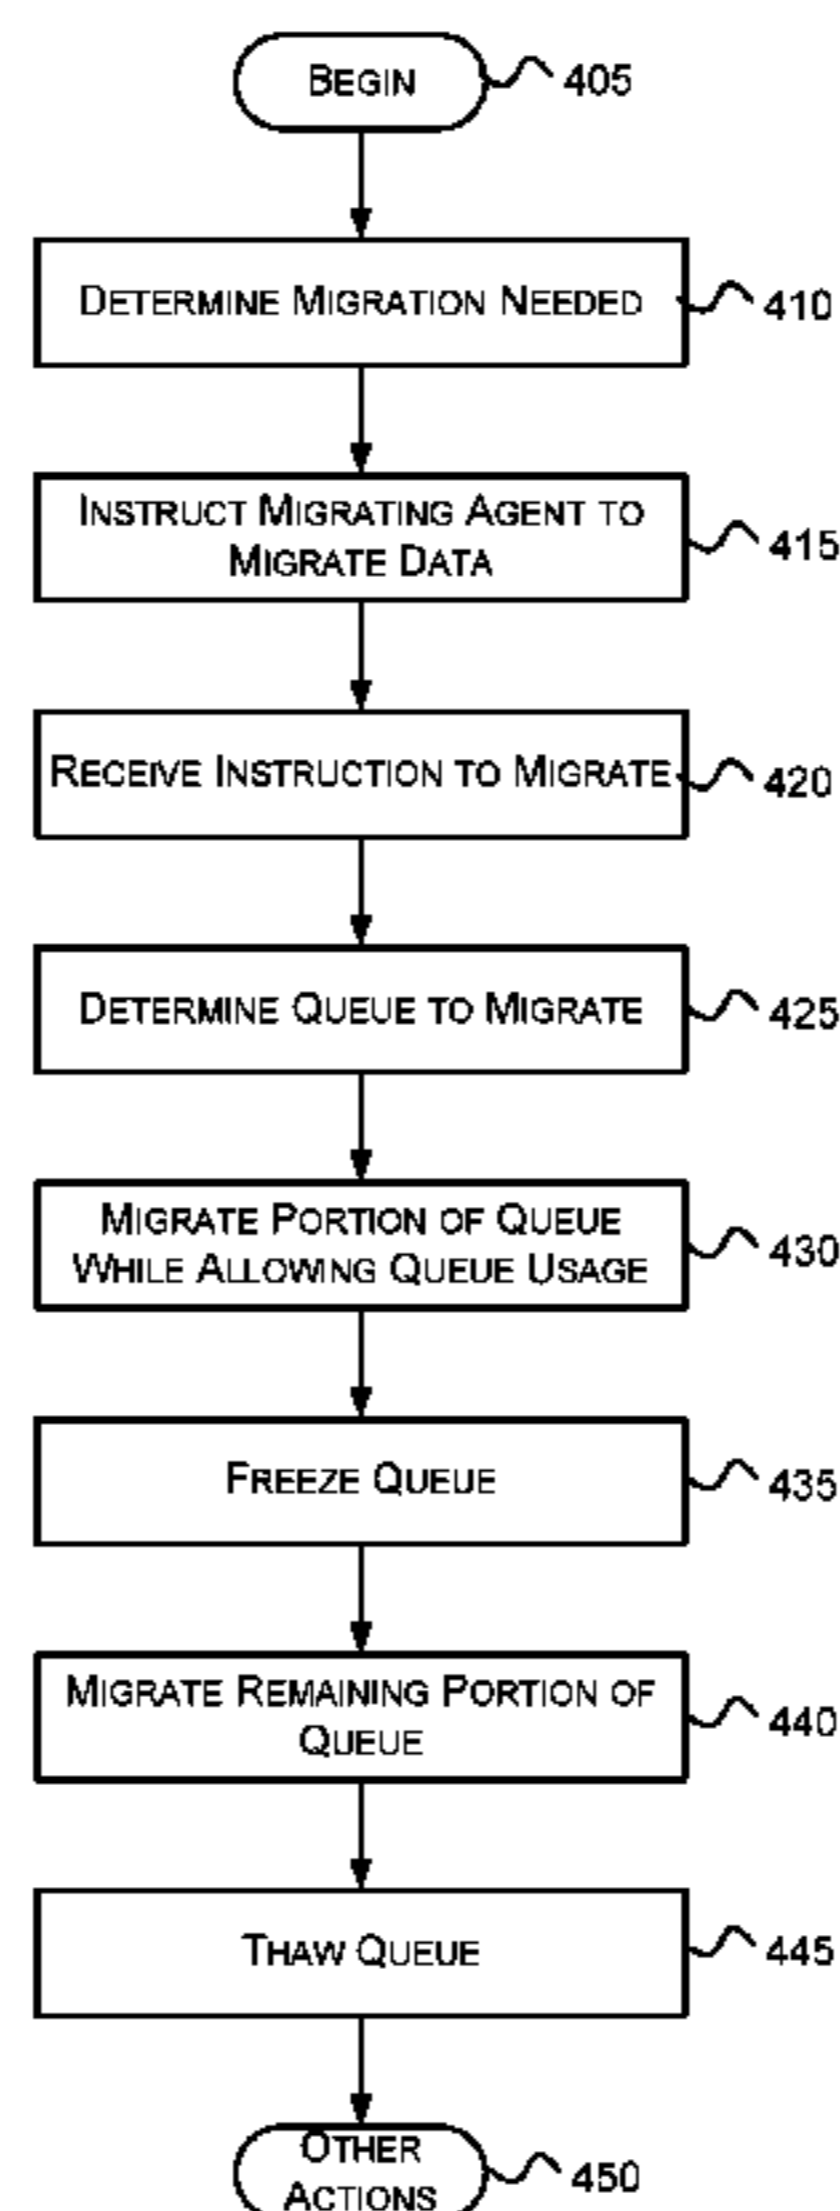 BEGIN
405
DETERMINE MIGRATION NEEDED
410
INSTRUCT MIGRATING AGENT TO
MIGRATE DATA
415
RECEIVE INSTRUCTION TO MIGRATE
420
DETERMINE QUEUE TO MIGRATE
425
MIGRATE PORTION OF QUEUE
WHILE ALLOWING QUEUE USAGE
430
FREEZE QUEUE
435
MIGRATE REMAINING PORTION OF
QUEUE
440
THAW QUEUE
445
OTHER
ACTIONS
450